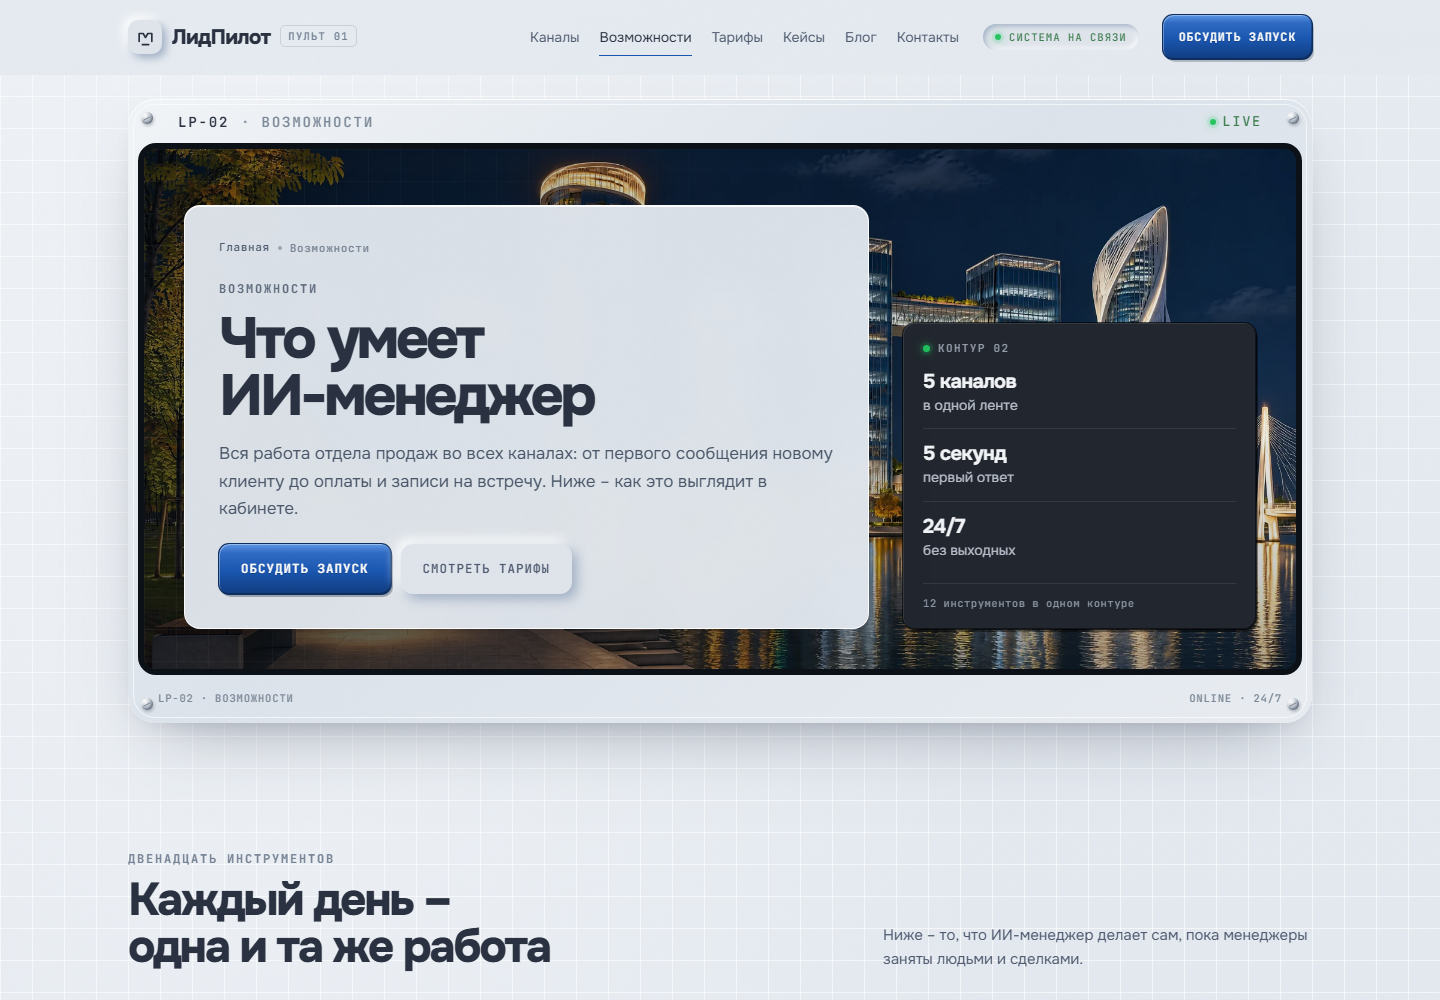 ЛидПилот
ПУЛЬТ 01
Каналы
Возможности
Тарифы
Кейсы
Блог
Контакты
СИСТЕМА НА СВЯЗИ
ОБСУДИТЬ ЗАПУСК
LP-02 · ВОЗМОЖНОСТИ
LIVE
Главная • Возможности
ВОЗМОЖНОСТИ
Что умеет
ИИ-менеджер
Вся работа отдела продаж во всех каналах: от первого сообщения новому
клиенту до оплаты и записи на встречу. Ниже – как это выглядит в
кабинете.
ОБСУДИТЬ ЗАПУСК
СМОТРЕТЬ ТАРИФЫ
КОНТУР 02
5 каналов
в одной ленте
5 секунд
первый ответ
24/7
без выходных
12 инструментов в одном контуре
LP-02 · ВОЗМОЖНОСТИ
ONLINE · 24/7
ДВЕНАДЦАТЬ ИНСТРУМЕНТОВ
Каждый день –
одна и та же работа
Ниже – то, что ИИ-менеджер делает сам, пока менеджеры
заняты людьми и сделками.